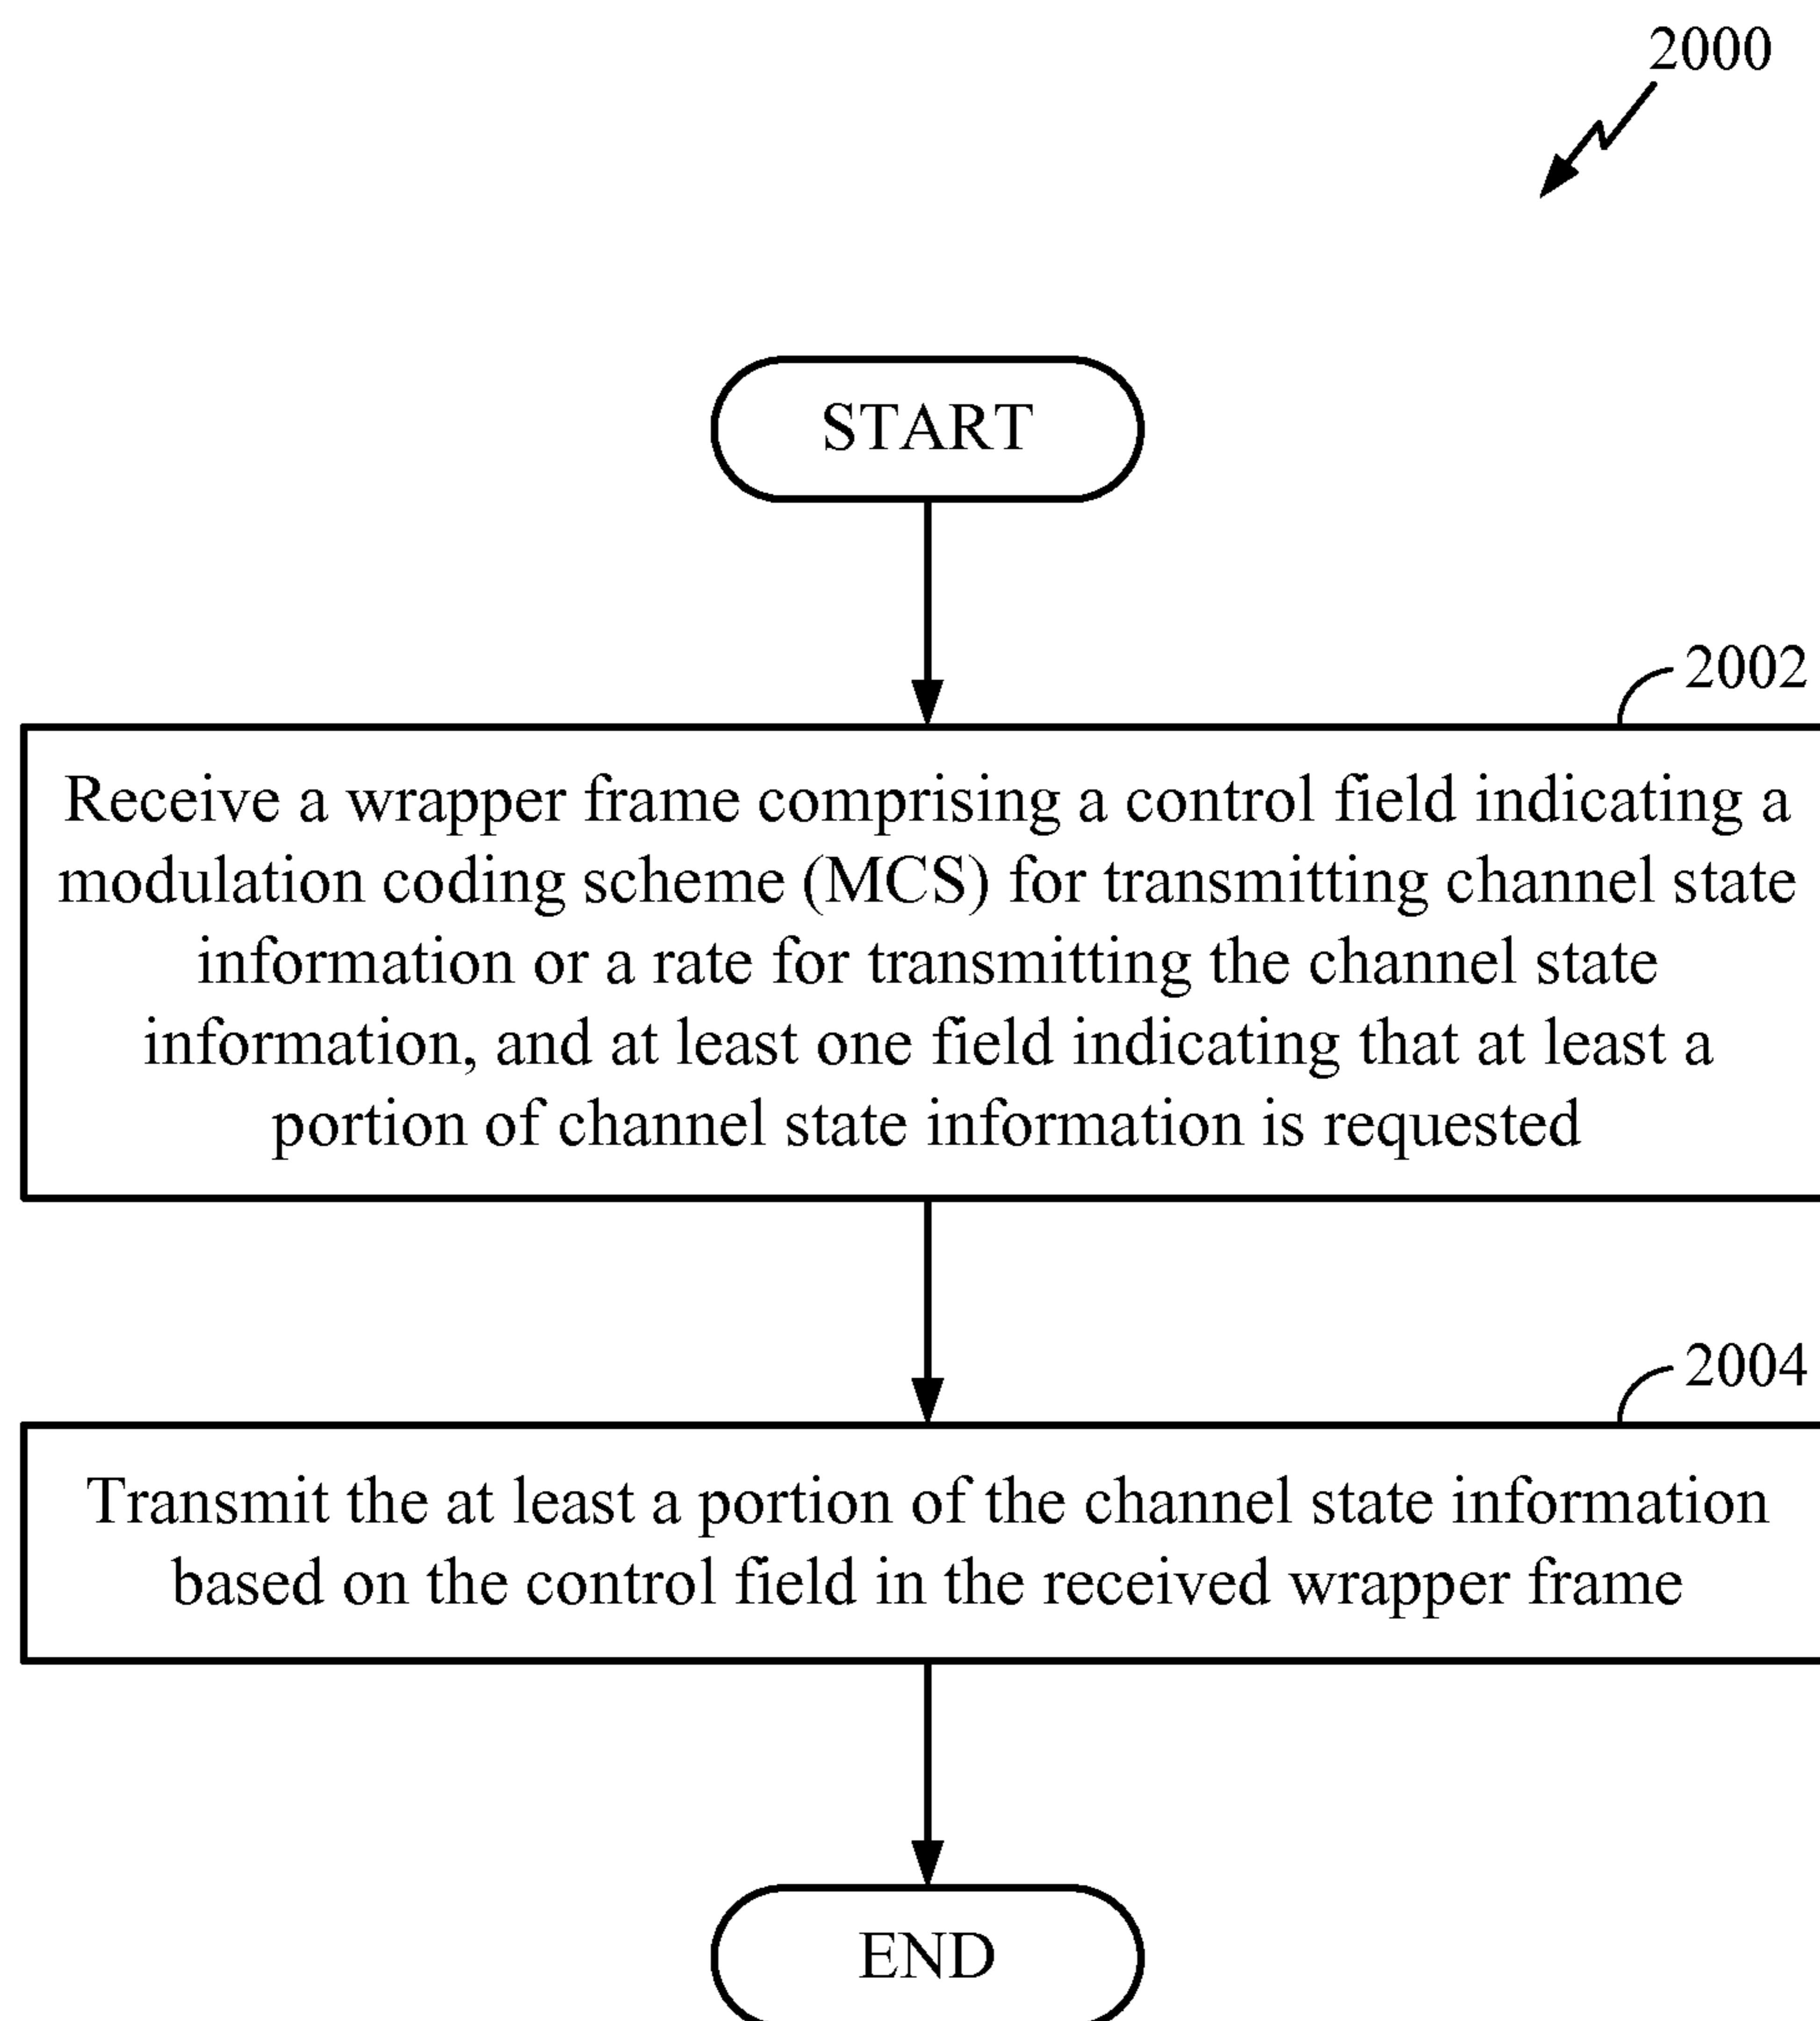 2000
START
2002
Receive a wrapper frame comprising a control field indicating a
modulation coding scheme (MCS) for transmitting channel state
information or a rate for transmitting the channel state
information, and at least one field indicating that at least a
portion of channel state information is requested
2004
Transmit the at least a portion of the channel state information
based on the control field in the received wrapper frame
END